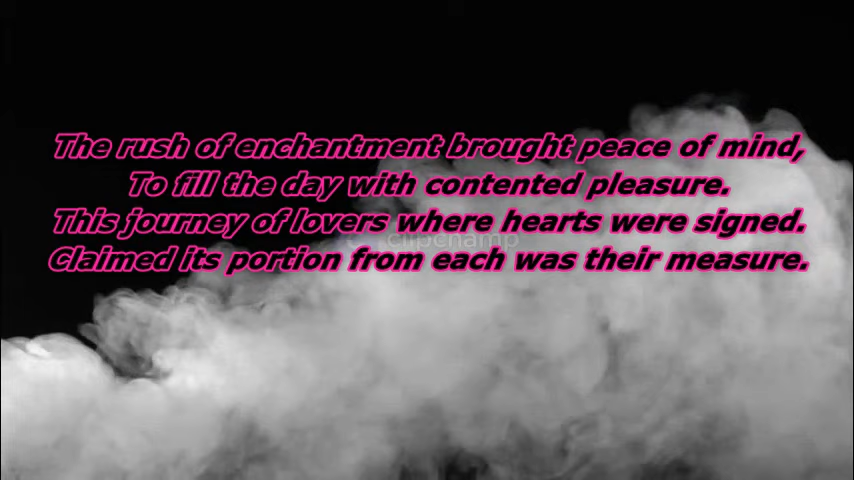 The rush of enchantment brought peace of mind,
To fill the day with contented pleasure.
This journey of lovers where hearts were signed.
clipchamp
Claimed its portion from each was their measure.